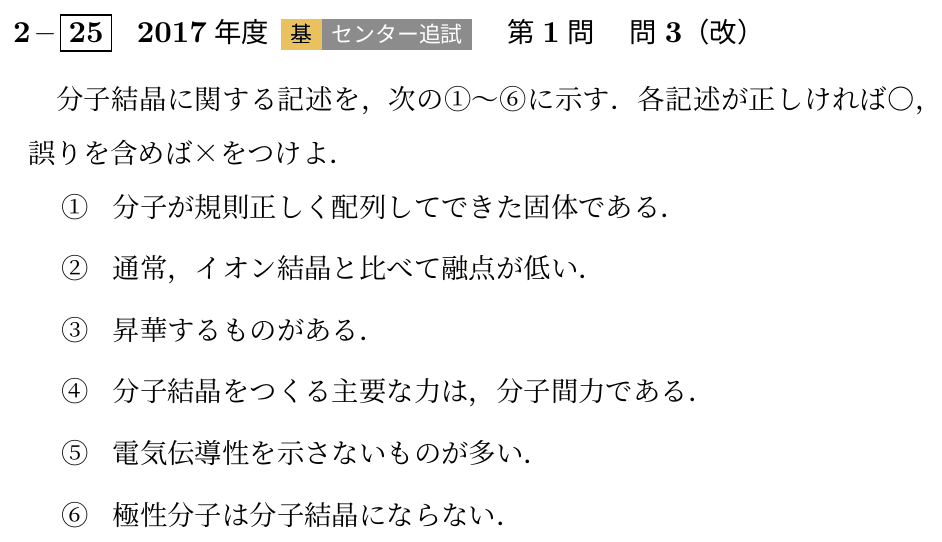 2－25 2017年度 基 センター追試 第1問 問3（改）
分子結晶に関する記述を，次の①～⑥に示す．各記述が正しければ○，
誤りを含めば×をつけよ．
① 分子が規則正しく配列してできた固体である．
② 通常，イオン結晶と比べて融点が低い．
③ 昇華するものがある．
④ 分子結晶をつくる主要な力は，分子間力である．
⑤ 電気伝導性を示さないものが多い．
⑥ 極性分子は分子結晶にならない．